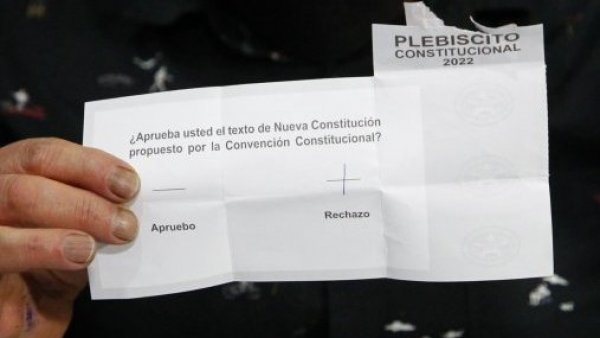 PLEBISCITO
CONSTITUCIONAL
2022
¿Aprueba usted el texto de Nueva Constitución
propuesto por la Convención Constitucional?
Apruebo
Rechazo